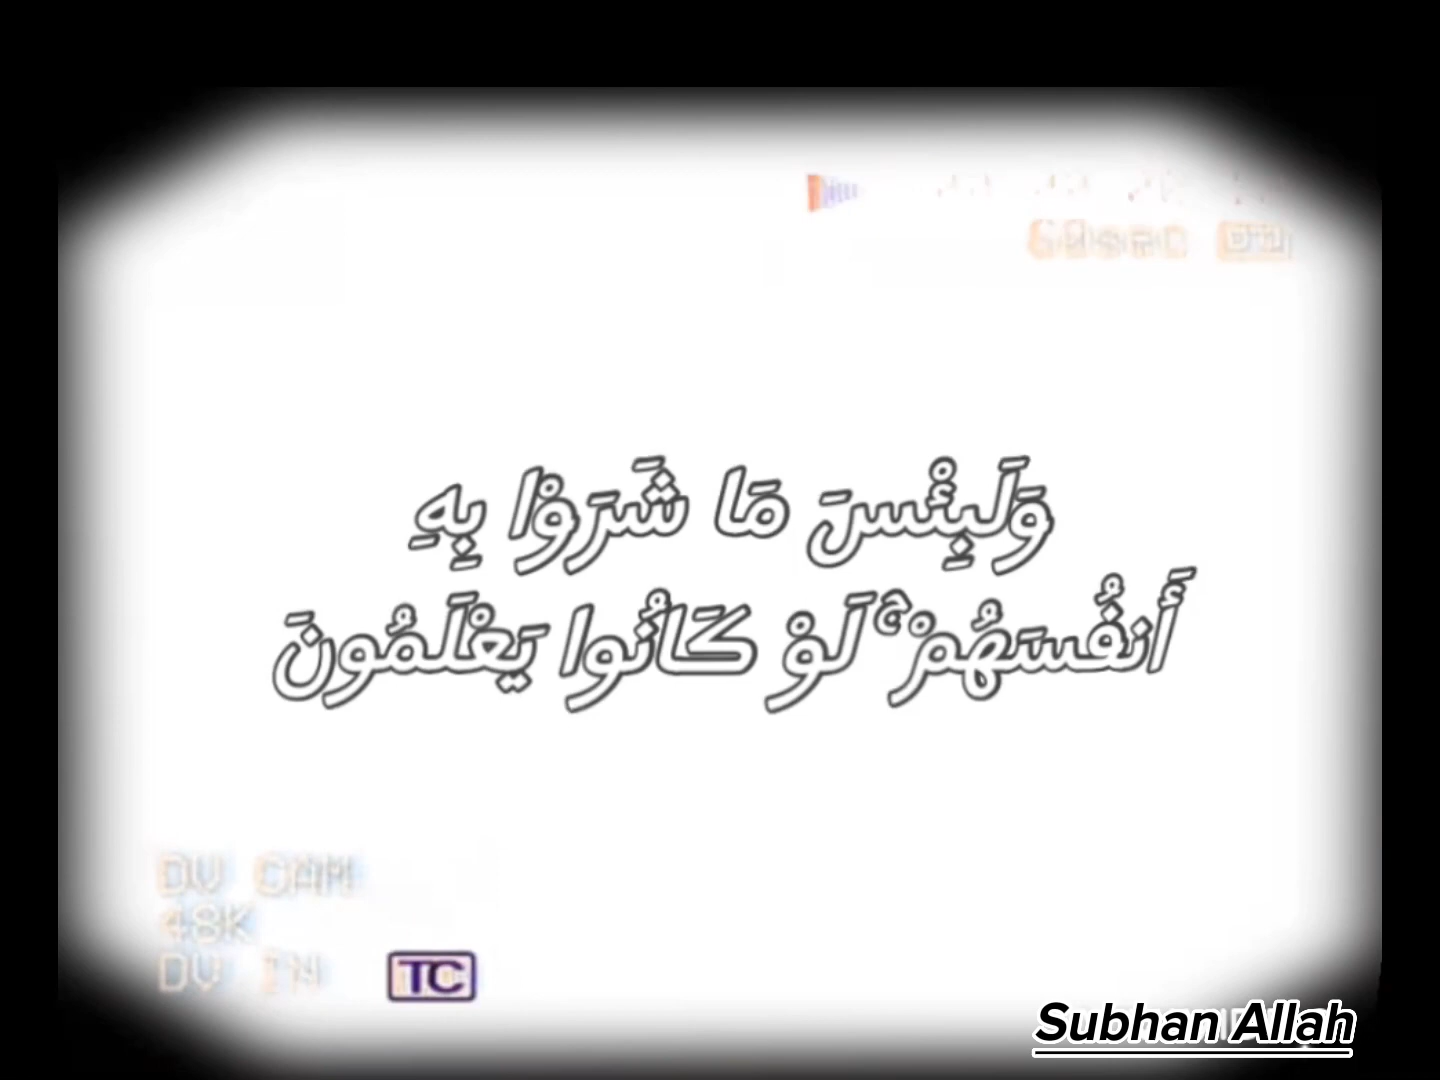 وَلَبِئْسَ مَا شَرَوْا بِهِ
أَنفُسَهُمْ ۚ لَوْ كَانُوا يَعْلَمُونَ
DV CAM
48K
DV IN TC
Subhan Allah